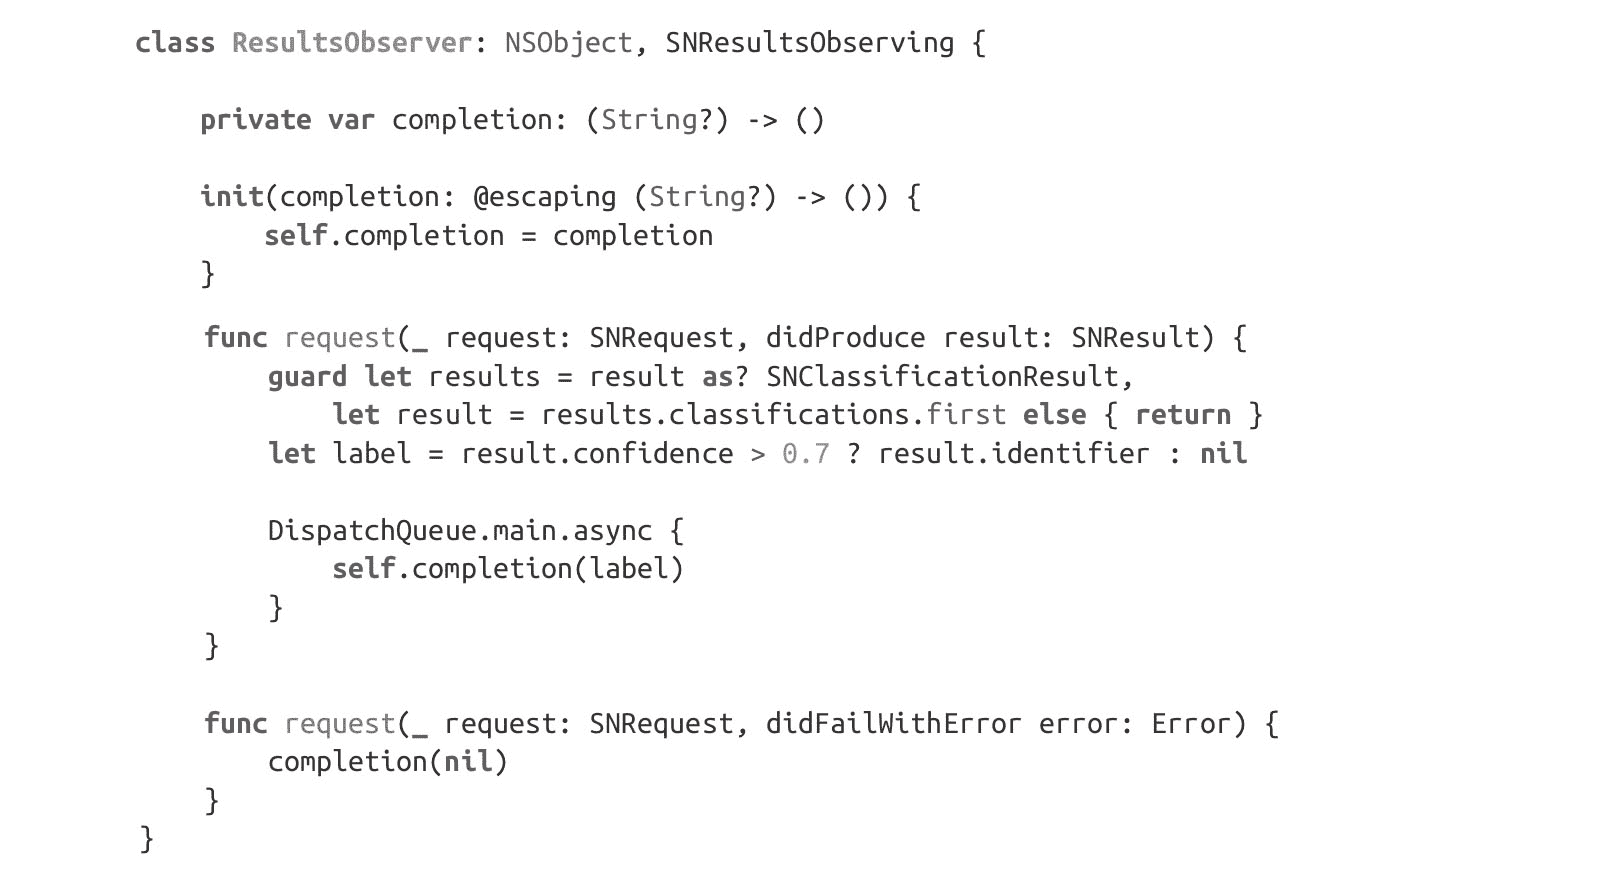 class ResultsObserver: NSObject, SNResultsObserving {
private var completion: (String?) -> ()
init(completion: @escaping (String?) -> ()) {
self.completion = completion
}
func request(_ request: SNRequest, didProduce result: SNResult) {
guard let results = result as? SNClassificationResult,
let result = results.classifications.first else { return }
let label = result.confidence > 0.7 ? result.identifier : nil
DispatchQueue.main.async {
self.completion(label)
}
}
func request(_ request: SNRequest, didFailWithError error: Error) {
completion(nil)
}
}